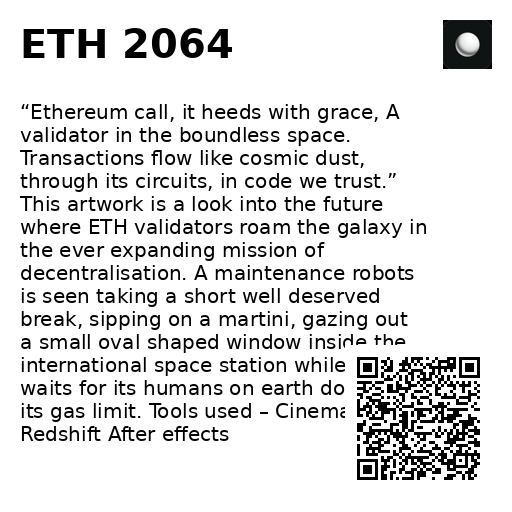 ETH 2064
“Ethereum call, it heeds with grace, A
validator in the boundless space.
Transactions flow like cosmic dust,
through its circuits, in code we trust.”
This artwork is a look into the future
where ETH validators roam the galaxy in
the ever expanding mission of
decentralisation. A maintenance robots
is seen taking a short well deserved
break, sipping on a martini, gazing out
a small oval shaped window inside the
international space station while
waits for its humans on earth do
its gas limit. Tools used – Cinema
Redshift After effects